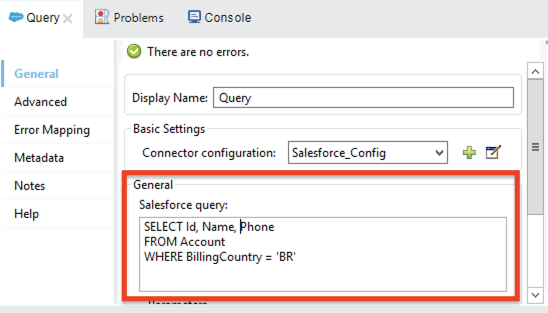 Query
Problems
Console
There are no errors.
General
Advanced
Error Mapping
Metadata
Notes
Help
Display Name: Query
Basic Settings
Connector configuration: Salesforce_Config
General
Salesforce query:
SELECT Id, Name, Phone
FROM Account
WHERE BillingCountry = 'BR'
Parameters